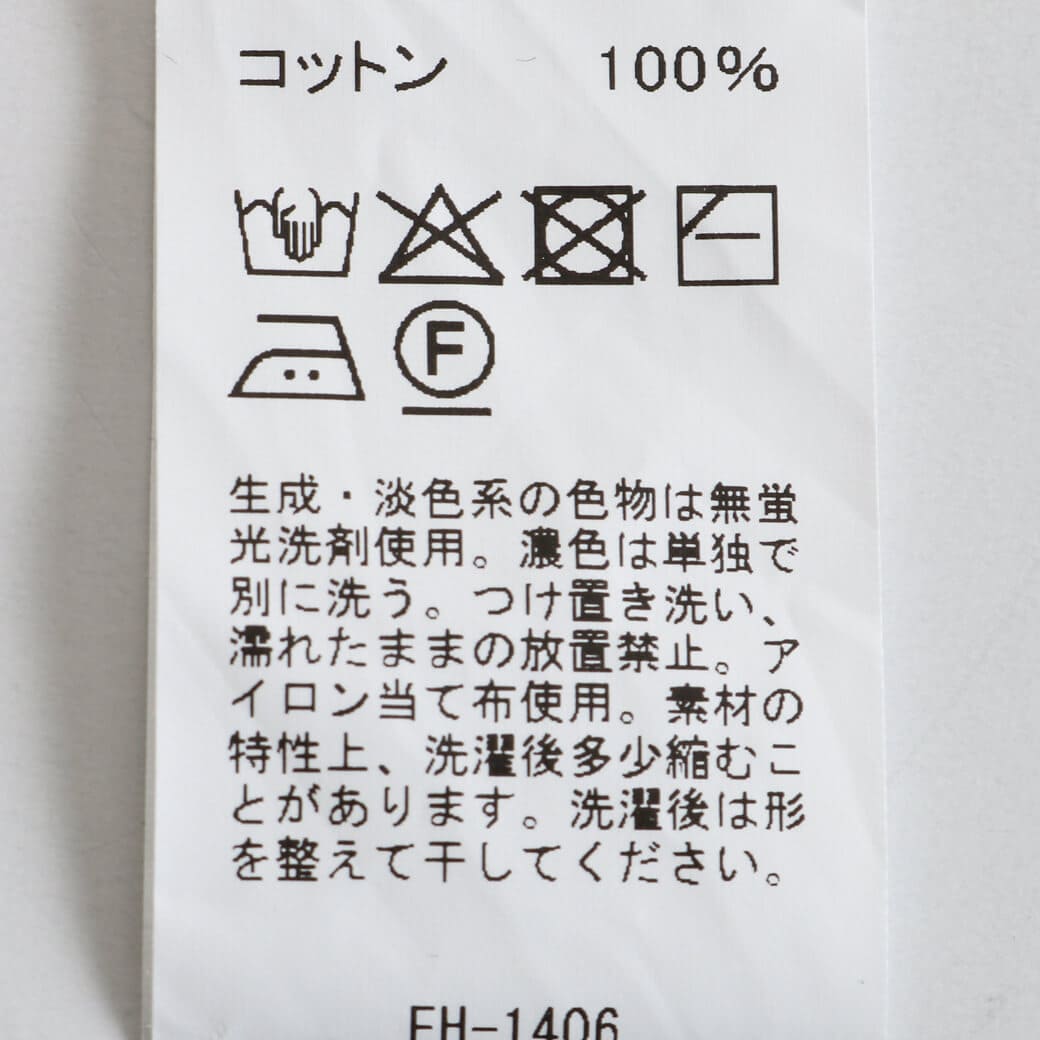 コットン 100%
F
生成・淡色系の色物は無蛍
光洗剤使用。濃色は単独で
別に洗う。つけ置き洗い、
濡れたままの放置禁止。ア
イロン当て布使用。素材の
特性上、洗濯後多少縮むこ
とがあります。洗濯後は形
を整えて干してください。
FH-1406